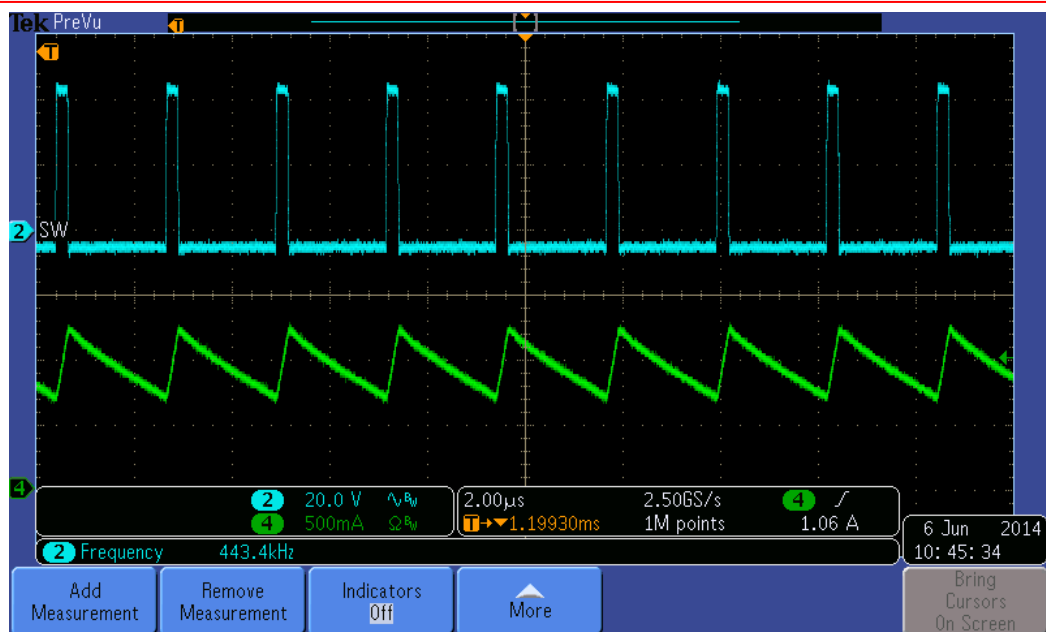 Tek PreVu
T
T
2 SW
4
2 20.0 V ∿Bw
4 500mA ΩBw
2.00µs 2.50GS/s 4 ∫
T→▼1.19930ms 1M points 1.06 A
2 Frequency 443.4kHz
6 Jun 2014
10:45:34
Add
Measurement
Remove
Measurement
Indicators
Off
More
Bring
Cursors
On Screen